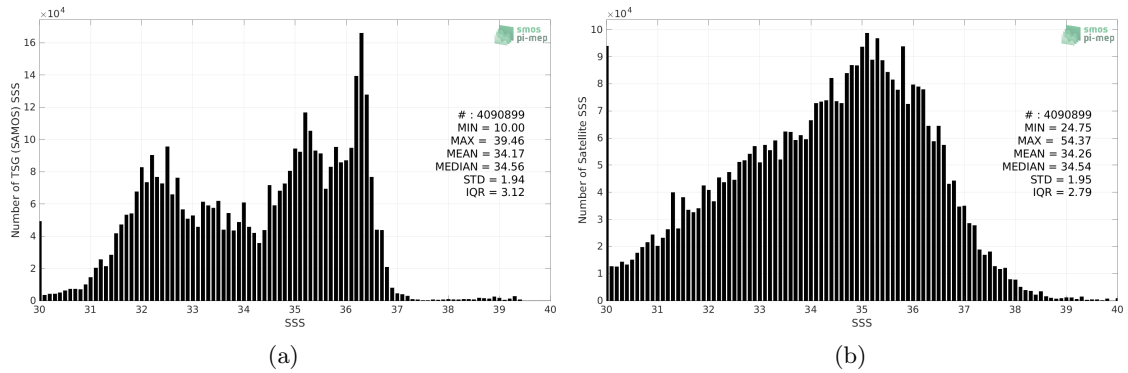 ×10⁴
smos
pi-mep
16
14
12
10
8
6
4
2
0
Number of TSG (SAMOS) SSS
# : 4090899
MIN = 10.00
MAX = 39.46
MEAN = 34.17
MEDIAN = 34.56
STD = 1.94
IQR = 3.12
30 31 32 33 34 35 36 37 38 39 40
SSS
(a)
×10⁴
smos
pi-mep
10
9
8
7
6
5
4
3
2
1
0
Number of Satellite SSS
# : 4090899
MIN = 24.75
MAX = 54.37
MEAN = 34.26
MEDIAN = 34.54
STD = 1.95
IQR = 2.79
30 31 32 33 34 35 36 37 38 39 40
SSS
(b)